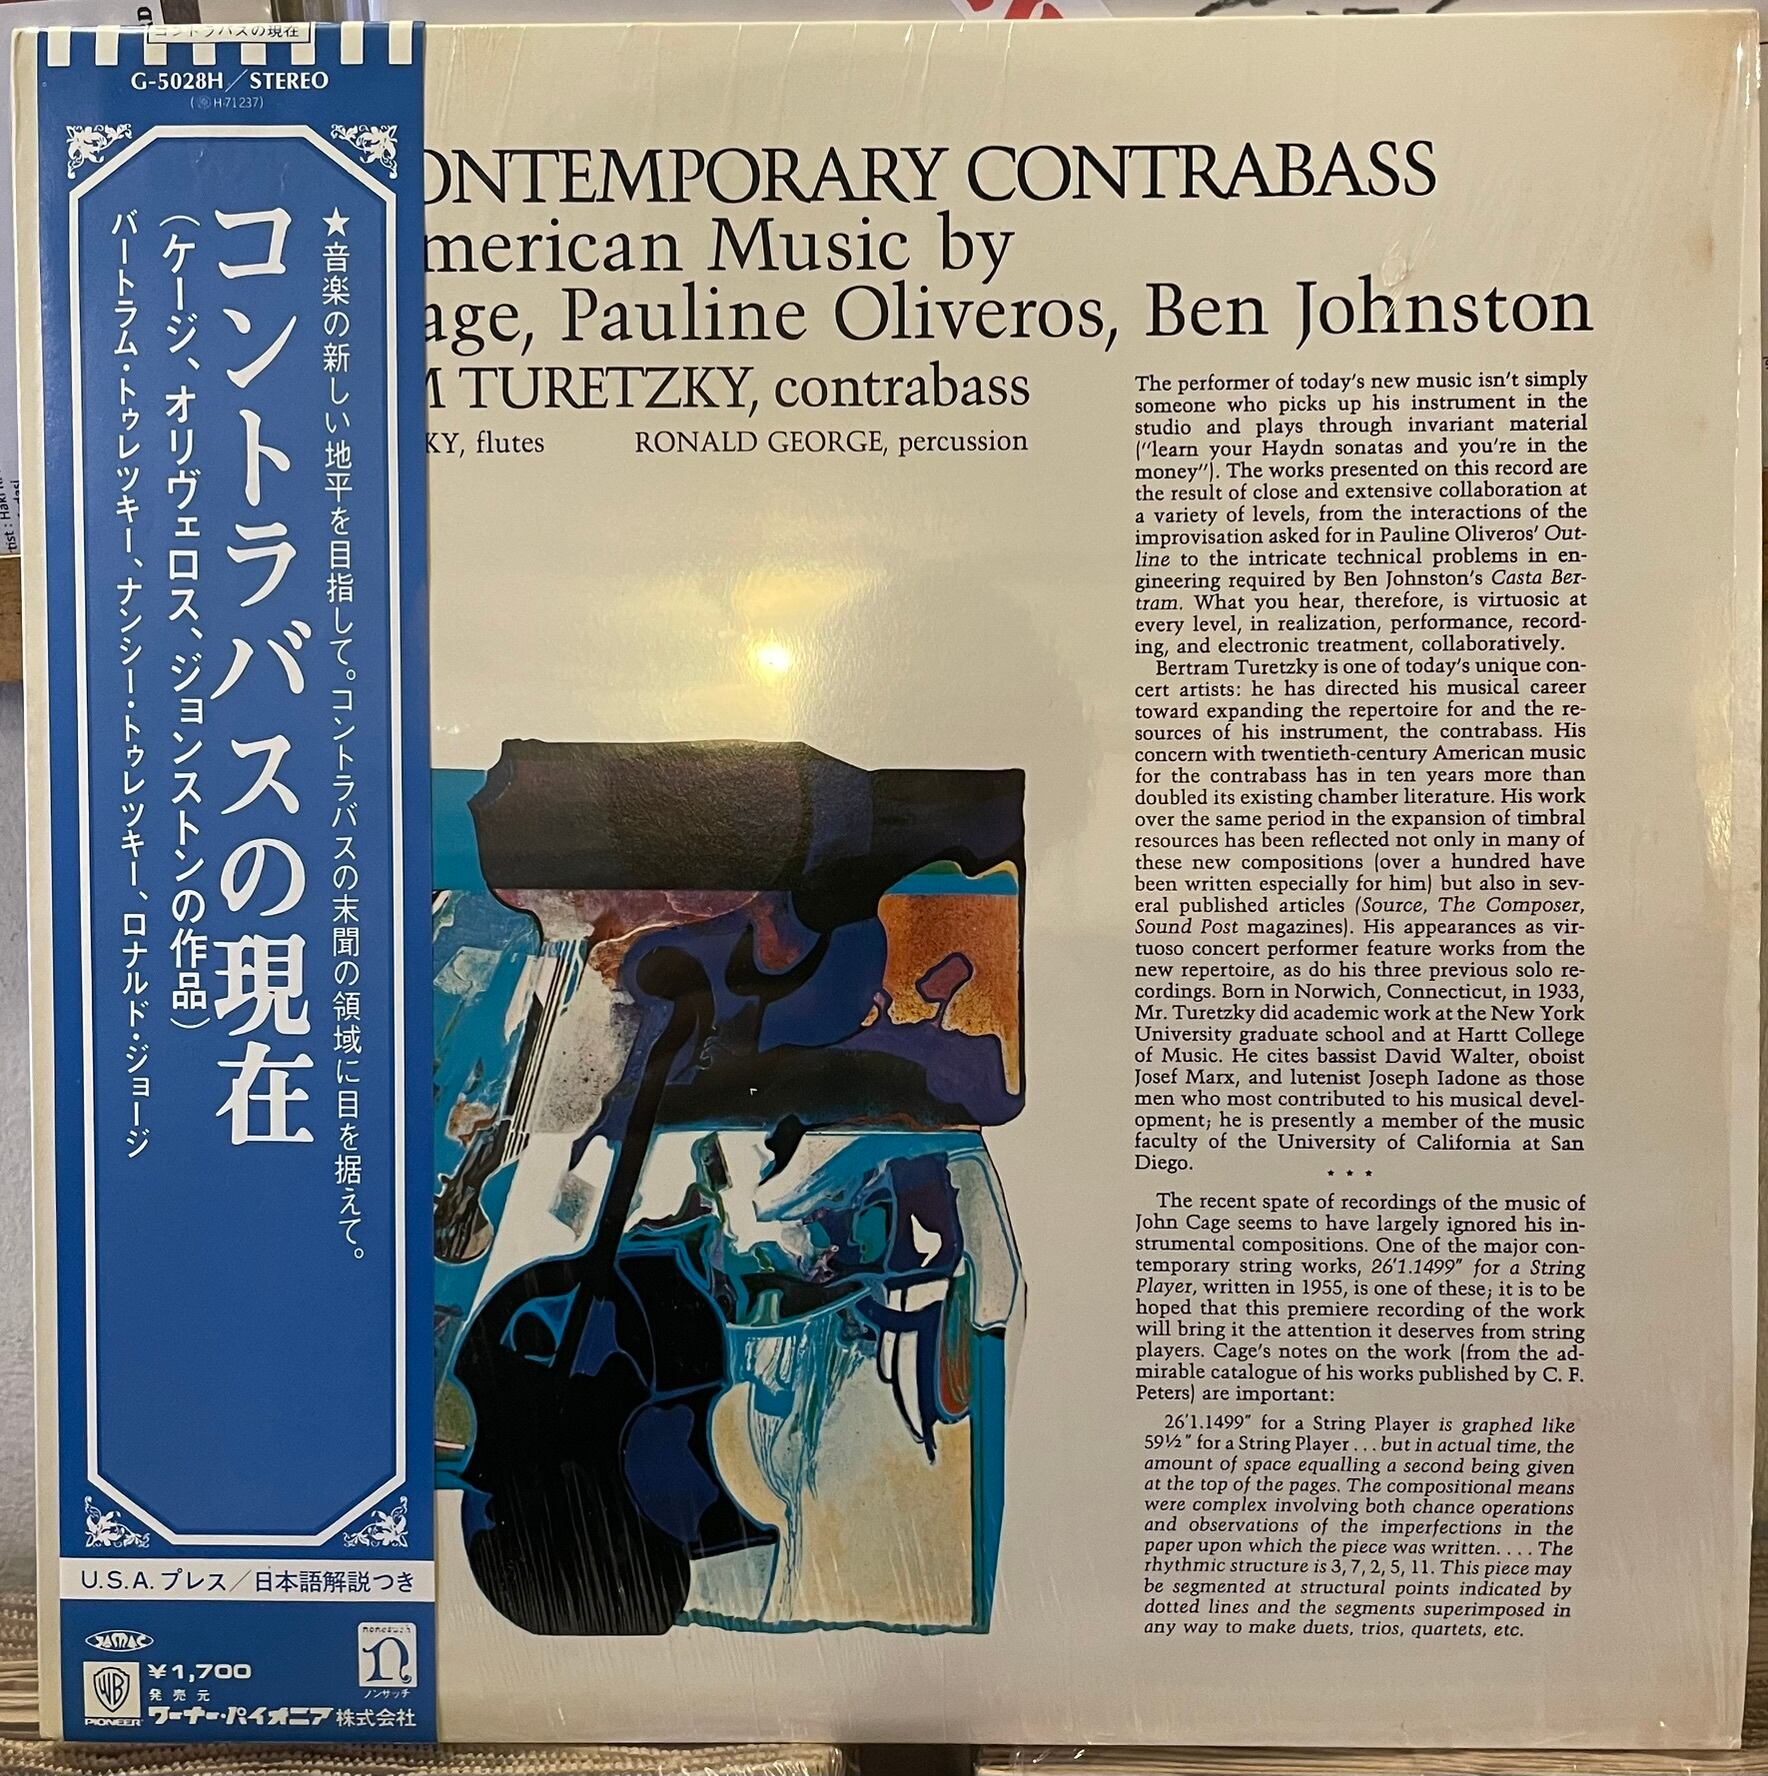 コントラバスの現在
G-5028H／STEREO
(H-71237)
★音楽の新しい地平を目指して。コントラバスの末聞の領域に目を据えて。
コントラバスの現在
（ケージ、オリヴェロス、ジョンストンの作品）
バートラム・トゥレツキー、ナンシー・トゥレツキー、ロナルド・ジョージ
U.S.A.プレス／日本語解説つき
JAMAC
WB
PIONEER
¥1,700
発売元
ワーナー・パイオニア株式会社
nonesuch
n
ノンサッチ
ONTEMPORARY CONTRABASS
merican Music by
age, Pauline Oliveros, Ben Johnston
M TURETZKY, contrabass
KY, flutes RONALD GEORGE, percussion
The performer of today's new music isn't simply
someone who picks up his instrument in the
studio and plays through invariant material
("learn your Haydn sonatas and you're in the
money"). The works presented on this record are
the result of close and extensive collaboration at
a variety of levels, from the interactions of the
improvisation asked for in Pauline Oliveros' Out-
line to the intricate technical problems in en-
gineering required by Ben Johnston's Casta Ber-
tram. What you hear, therefore, is virtuosic at
every level, in realization, performance, record-
ing, and electronic treatment, collaboratively.
Bertram Turetzky is one of today's unique con-
cert artists: he has directed his musical career
toward expanding the repertoire for and the re-
sources of his instrument, the contrabass. His
concern with twentieth-century American music
for the contrabass has in ten years more than
doubled its existing chamber literature. His work
over the same period in the expansion of timbral
resources has been reflected not only in many of
these new compositions (over a hundred have
been written especially for him) but also in sev-
eral published articles (Source, The Composer,
Sound Post magazines). His appearances as vir-
tuoso concert performer feature works from the
new repertoire, as do his three previous solo re-
cordings. Born in Norwich, Connecticut, in 1933,
Mr. Turetzky did academic work at the New York
University graduate school and at Hartt College
of Music. He cites bassist David Walter, oboist
Josef Marx, and lutenist Joseph Iadone as those
men who most contributed to his musical devel-
opment; he is presently a member of the music
faculty of the University of California at San
Diego.
* * *
The recent spate of recordings of the music of
John Cage seems to have largely ignored his in-
strumental compositions. One of the major con-
temporary string works, 26'1.1499" for a String
Player, written in 1955, is one of these; it is to be
hoped that this premiere recording of the work
will bring it the attention it deserves from string
players. Cage's notes on the work (from the ad-
mirable catalogue of his works published by C. F.
Peters) are important:
26'1.1499" for a String Player is graphed like
59½" for a String Player . . . but in actual time, the
amount of space equalling a second being given
at the top of the pages. The compositional means
were complex involving both chance operations
and observations of the imperfections in the
paper upon which the piece was written. . . . The
rhythmic structure is 3, 7, 2, 5, 11. This piece may
be segmented at structural points indicated by
dotted lines and the segments superimposed in
any way to make duets, trios, quartets, etc.